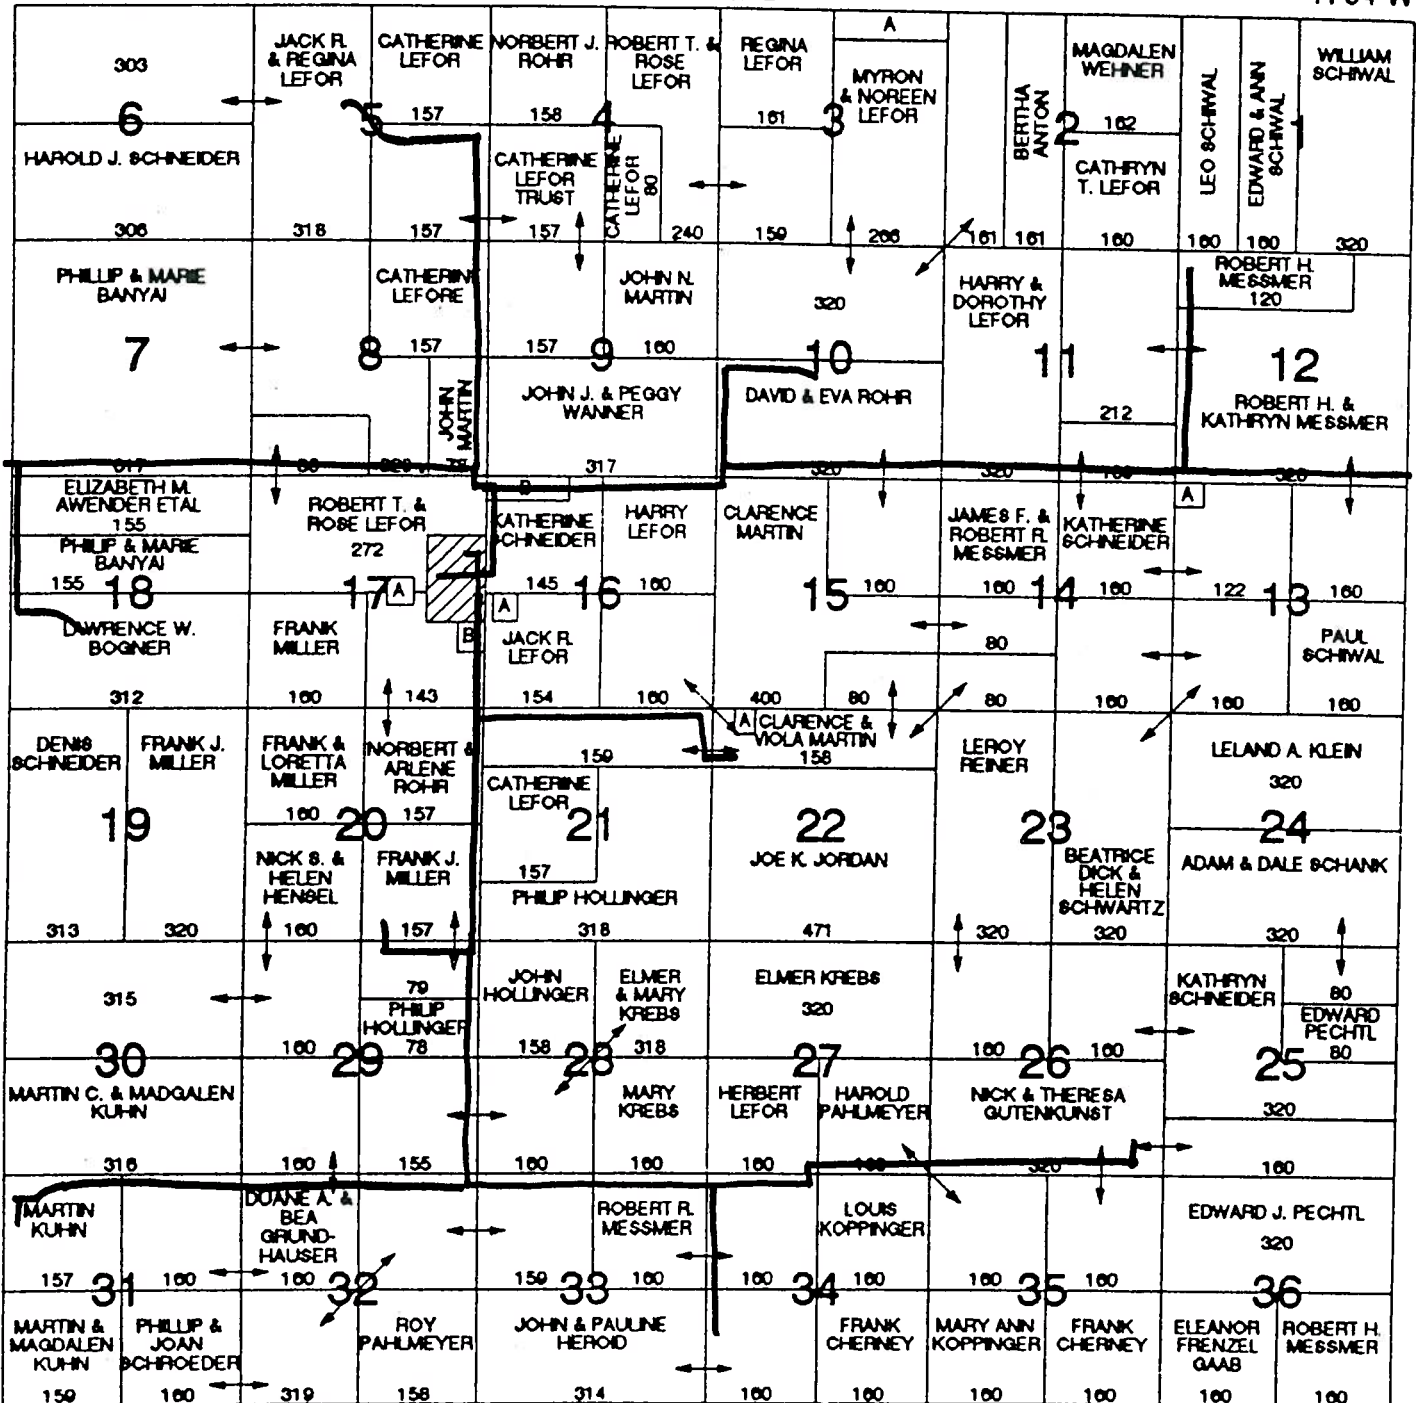 303
6
HAROLD J. SCHNEIDER
306
JACK R.
& REGINA
LEFOR
318
CATHERINE
LEFOR
157
5
157
NORBERT J.
ROHR
158
4
ROBERT T. &
ROSE
LEFOR
CATHERINE
LEFOR
TRUST
157
CATHERINE
LEFOR
80
240
REGINA
LEFOR
161
3
159
A
MYRON
& NOREEN
LEFOR
266
161
BERTHA
ANTON
161
MAGDALEN
WEHNER
2
162
CATHRYN
T. LEFOR
160
LEO SCHIWAL
160
EDWARD & ANN
SCHIWAL
160
WILLIAM
SCHIWAL
320
PHILLIP & MARIE
BANYAI
7
617
CATHERINE
LEFORE
8
157
JOHN
MARTIN
157
9
JOHN N.
MARTIN
160
JOHN J. & PEGGY
WANNER
317
320
10
DAVID & EVA ROHR
320
HARRY &
DOROTHY
LEFOR
11
212
320
ROBERT H.
MESSMER
120
12
ROBERT H. &
KATHRYN MESSMER
320
ELIZABETH M.
AWENDER ETAL
155
PHILIP & MARIE
BANYAI
155
18
LAWRENCE W.
BOGNER
312
ROBERT T. &
ROSE LEFOR
272
17
A
B
FRANK
MILLER
160
143
B
KATHERINE
SCHNEIDER
145
16
HARRY
LEFOR
160
A
JACK R.
LEFOR
154
160
CLARENCE
MARTIN
15
160
400
80
JAMES F. &
ROBERT R.
MESSMER
160
14
KATHERINE
SCHNEIDER
160
80
80
160
A
122
13
160
PAUL
SCHIWAL
160
160
DENIS
SCHNEIDER
FRANK J.
MILLER
19
313
320
FRANK &
LORETTA
MILLER
160
20
NORBERT &
ARLENE
ROHR
157
NICK S. &
HELEN
HENSEL
160
FRANK J.
MILLER
157
159
CATHERINE
LEFOR
21
157
PHILIP HOLLINGER
318
A
CLARENCE &
VIOLA MARTIN
158
22
JOE K. JORDAN
471
LEROY
REINER
23
320
BEATRICE
DICK &
HELEN
SCHWARTZ
320
LELAND A. KLEIN
320
24
ADAM & DALE SCHANK
320
315
30
MARTIN C. & MADGALEN
KUHN
316
79
PHILIP
HOLLINGER
160
29
78
160
155
JOHN
HOLLINGER
158
28
ELMER
& MARY
KREBS
318
MARY
KREBS
160
160
ELMER KREBS
320
27
HERBERT
LEFOR
160
HAROLD
PAHLMEYER
160
26
160
NICK & THERESA
GUTENKUNST
320
KATHRYN
SCHNEIDER
80
EDWARD
PECHTL
25
80
320
160
MARTIN
KUHN
157
31
160
MARTIN &
MAGDALEN
KUHN
159
PHILLIP &
JOAN
SCHROEDER
160
DUANE A. &
BEA
GRUND-
HAUSER
160
32
319
ROY
PAHLMEYER
158
ROBERT R.
MESSMER
159
33
160
JOHN & PAULINE
HEROID
314
160
34
LOUIS
KOPPINGER
160
160
FRANK
CHERNEY
160
160
35
160
MARY ANN
KOPPINGER
160
FRANK
CHERNEY
160
EDWARD J. PECHTL
320
36
ELEANOR
FRENZEL
GAAB
160
ROBERT H.
MESSMER
160